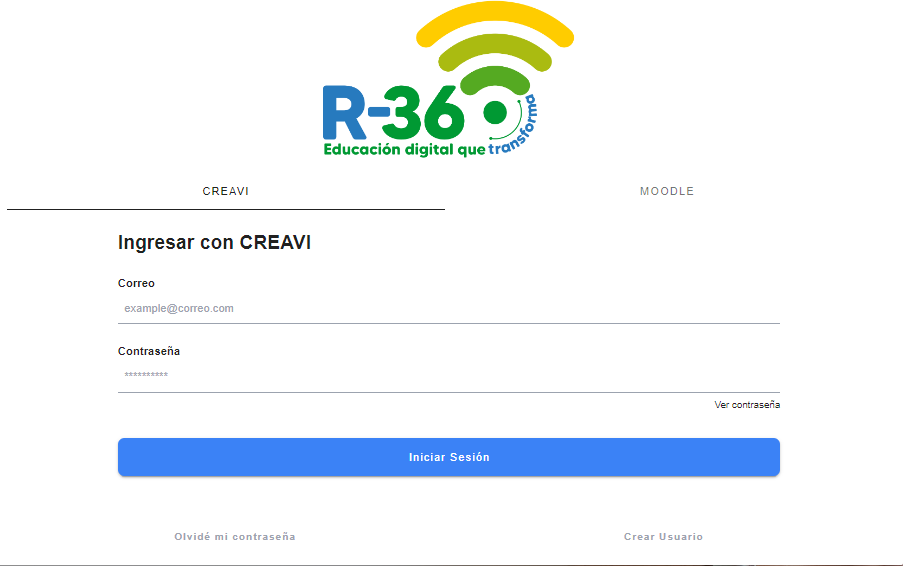 R-360
Educación digital que transforma
CREAVI
MOODLE
Ingresar con CREAVI
Correo
example@correo.com
Contraseña
**********
Ver contraseña
Iniciar Sesión
Olvidé mi contraseña
Crear Usuario